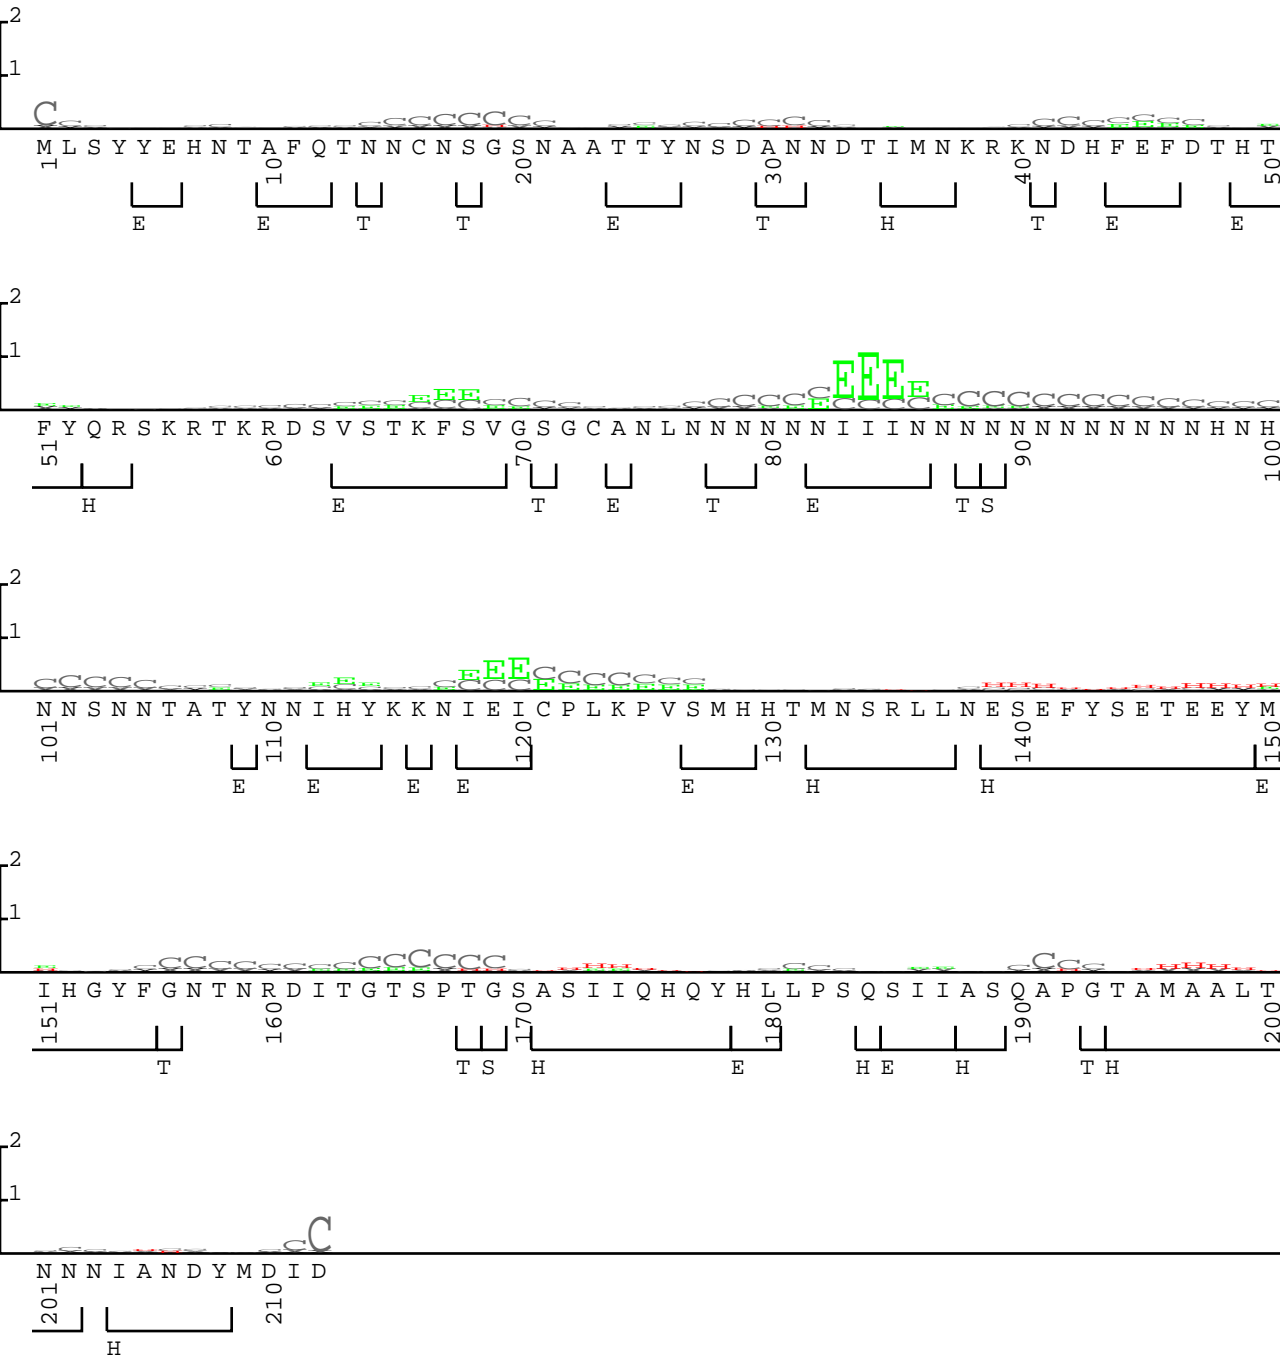 2
1
M L S Y Y E H N T A F Q T N N C N S G S N A A T T Y N S D A N N D T I M N K R K N D H F E F D T H T
1 10 20 30 40 50
E E T T E T H T E E
2
1
F Y Q R S K R T K R D S V S T K F S V G S G C A N L N N N N N N I I I N N N N N N N N N N N N H N H
51 60 70 80 90 100
H E T E T E T S
2
1
N N S N N T A T Y N N I H Y K K N I E I C P L K P V S M H H T M N S R L L N E S E F Y S E T E E Y M
101 110 120 130 140 150
E E E E E H H E
2
1
I H G Y F G N T N R D I T G T S P T G S A S I I Q H Q Y H L L P S Q S I I A S Q A P G T A M A A L T
151 160 170 180 190 200
T T S H E H E H T H
2
1
N N N I A N D Y M D I D
201 210
H